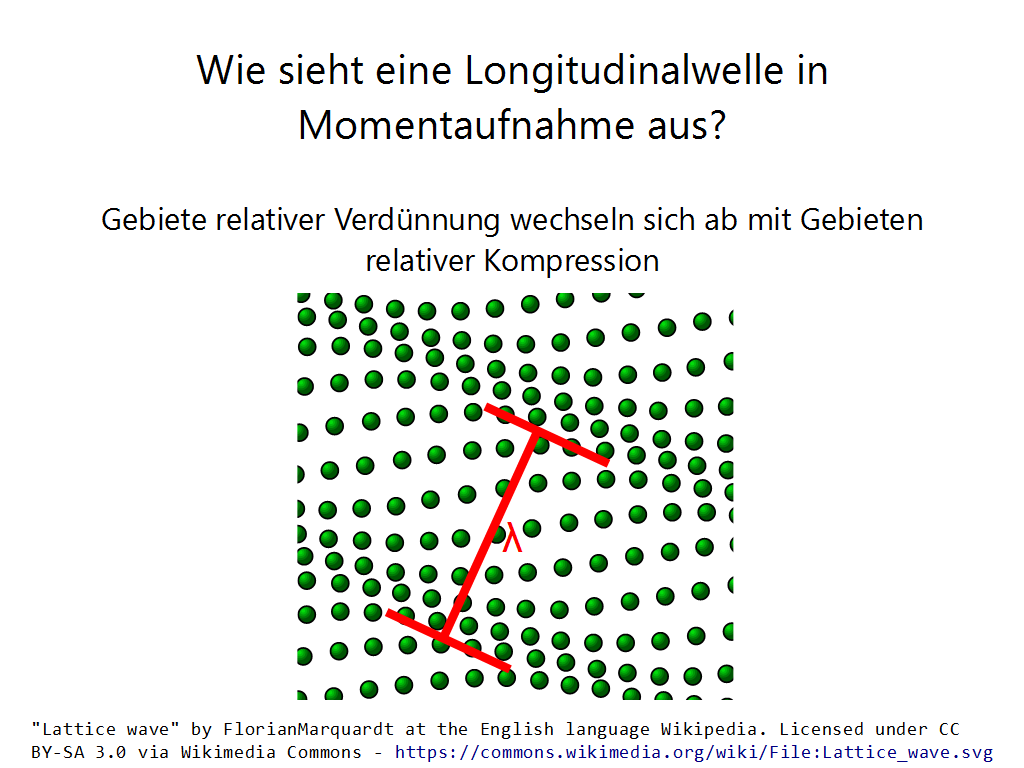 Wie sieht eine Longitudinalwelle in
Momentaufnahme aus?
Gebiete relativer Verdünnung wechseln sich ab mit Gebieten
relativer Kompression
λ
"Lattice wave" by FlorianMarquardt at the English language Wikipedia. Licensed under CC
BY-SA 3.0 via Wikimedia Commons - https://commons.wikimedia.org/wiki/File:Lattice_wave.svg